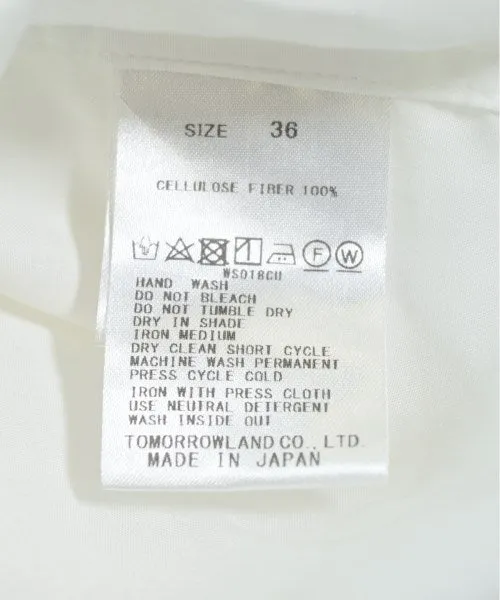 SIZE 36
CELLULOSE FIBER 100%
F W
WS018CU
HAND WASH
DO NOT BLEACH
DO NOT TUMBLE DRY
DRY IN SHADE
IRON MEDIUM
DRY CLEAN SHORT CYCLE
MACHINE WASH PERMANENT
PRESS CYCLE COLD
IRON WITH PRESS CLOTH
USE NEUTRAL DETERGENT
WASH INSIDE OUT
TOMORROWLAND CO., LTD.
MADE IN JAPAN